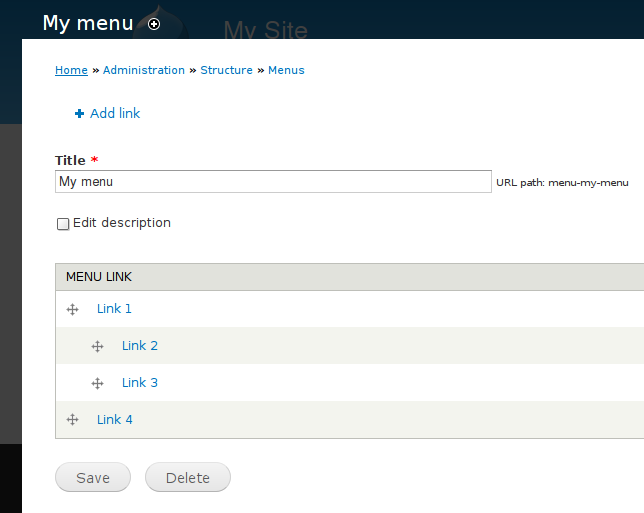 My menu
My Site
Home » Administration » Structure » Menus
Add link
Title *
My menu URL path: menu-my-menu
Edit description
MENU LINK
Link 1
Link 2
Link 3
Link 4
Save Delete